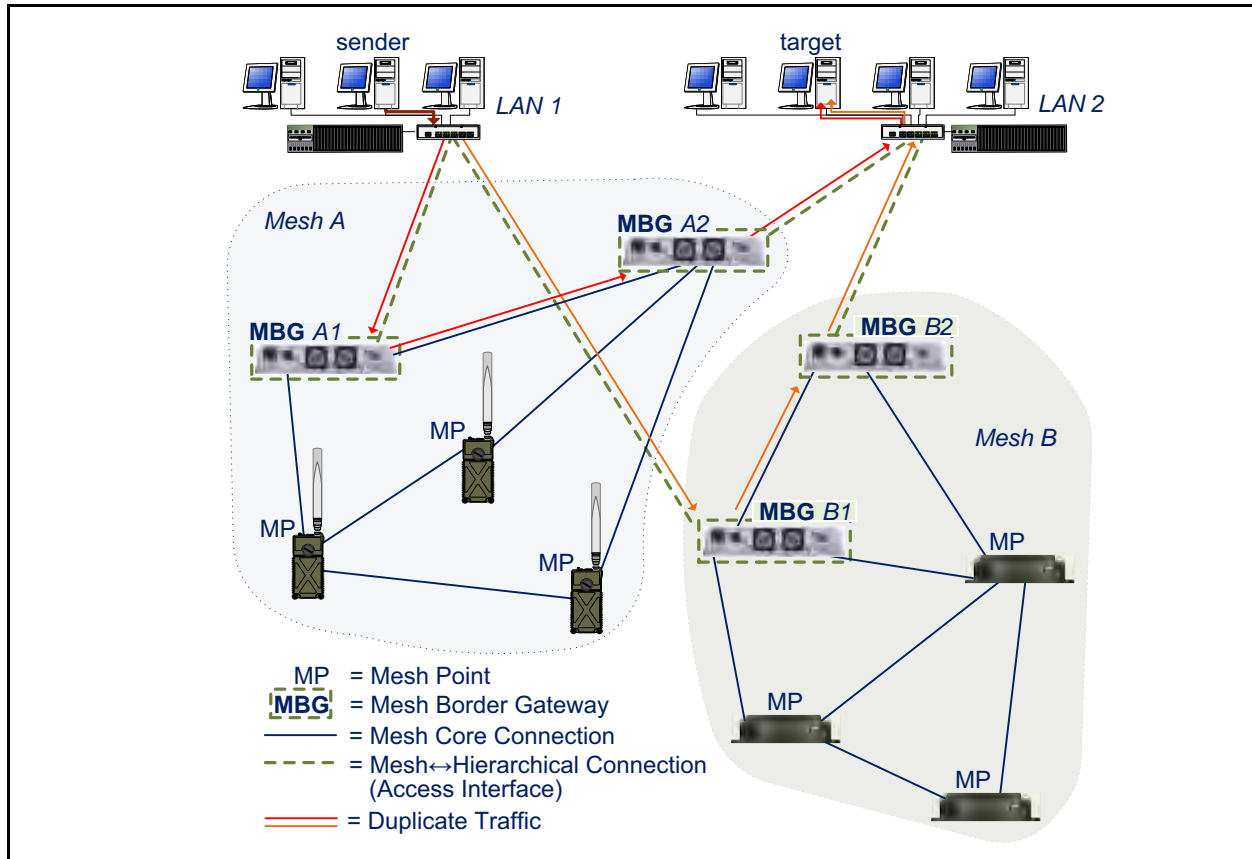 sender
target
LAN 1
LAN 2
Mesh A
MBG A2
MBG A1
MBG B2
MP
Mesh B
MBG B1
MP
MP
MP
MP
MP
MP = Mesh Point
MBG = Mesh Border Gateway
= Mesh Core Connection
= Mesh↔Hierarchical Connection
(Access Interface)
= Duplicate Traffic